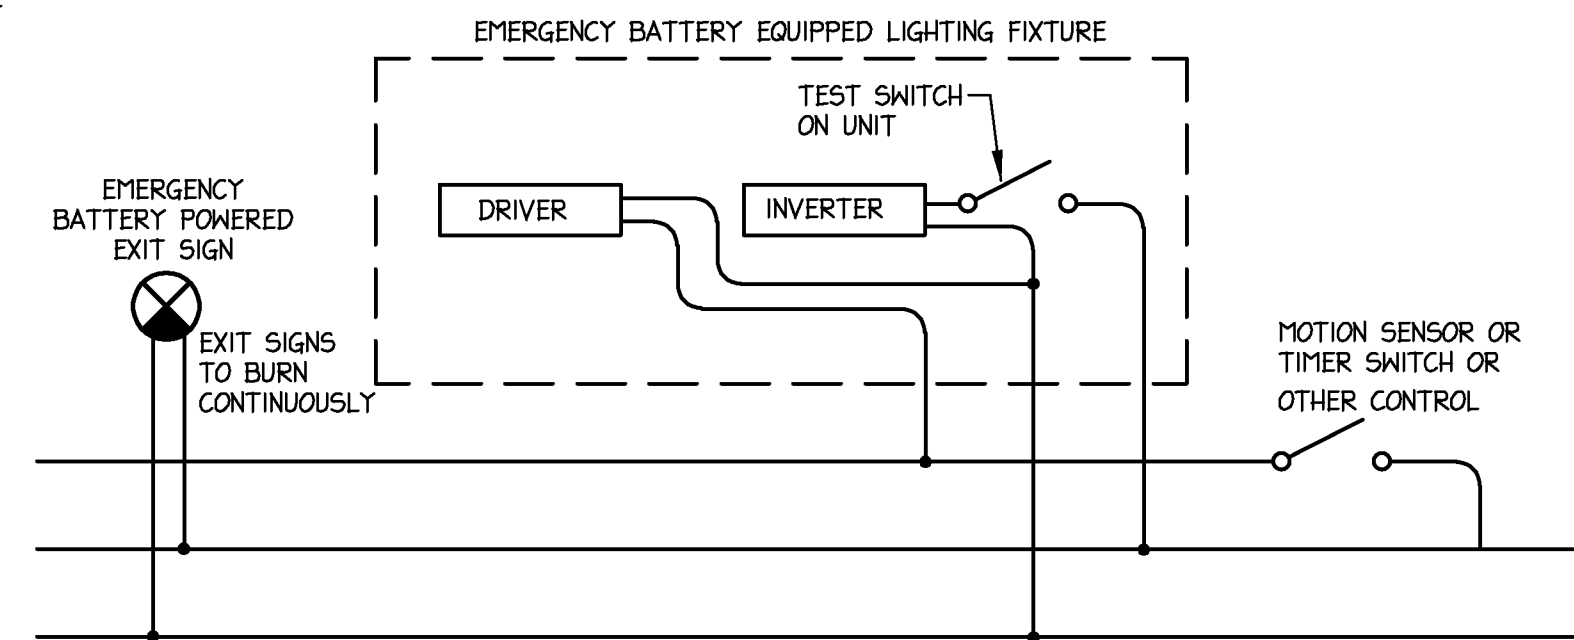 EMERGENCY BATTERY EQUIPPED LIGHTING FIXTURE
TEST SWITCH
ON UNIT
EMERGENCY
BATTERY POWERED
EXIT SIGN
DRIVER
INVERTER
EXIT SIGNS
TO BURN
CONTINUOUSLY
MOTION SENSOR OR
TIMER SWITCH OR
OTHER CONTROL